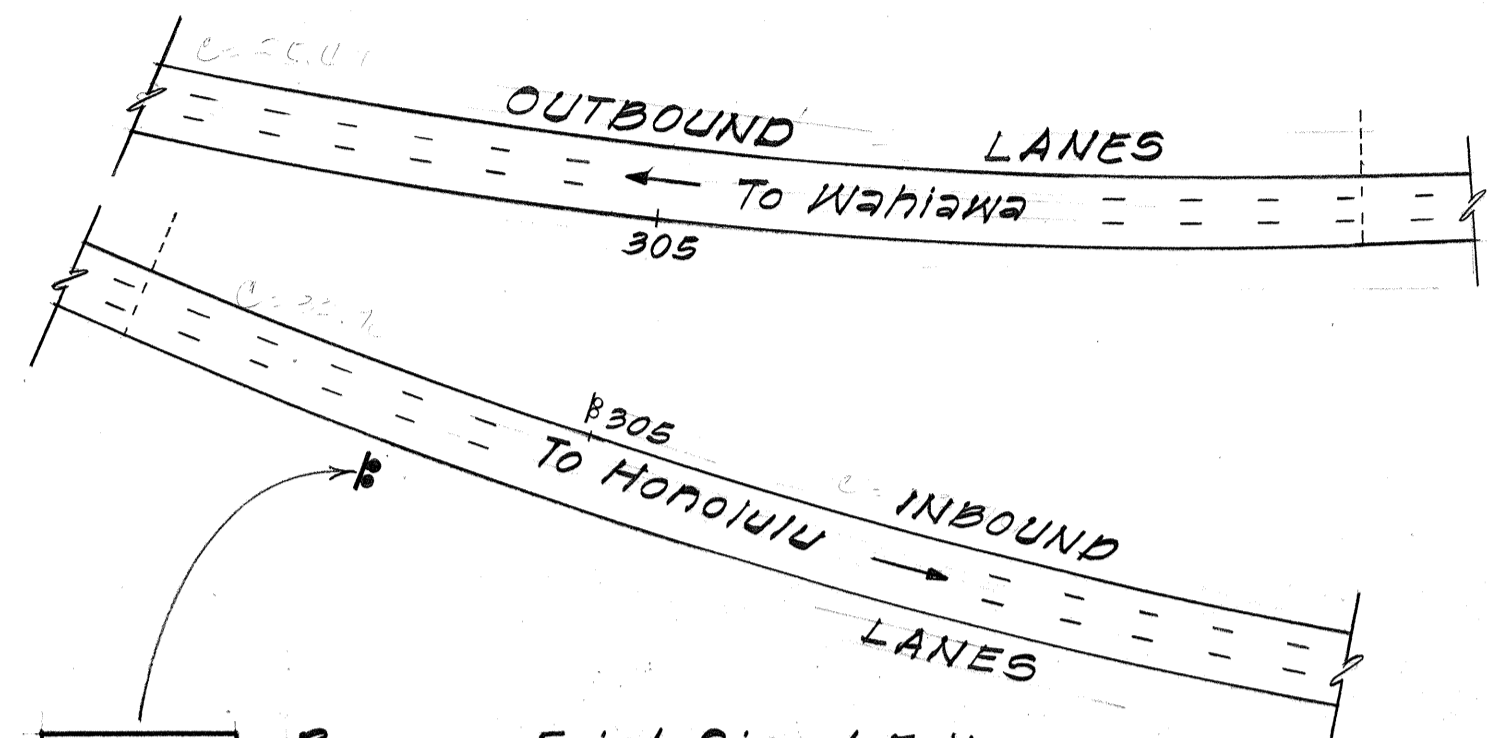 OUTBOUND LANES
To Wahiawa
305
305
To Honolulu
INBOUND
LANES